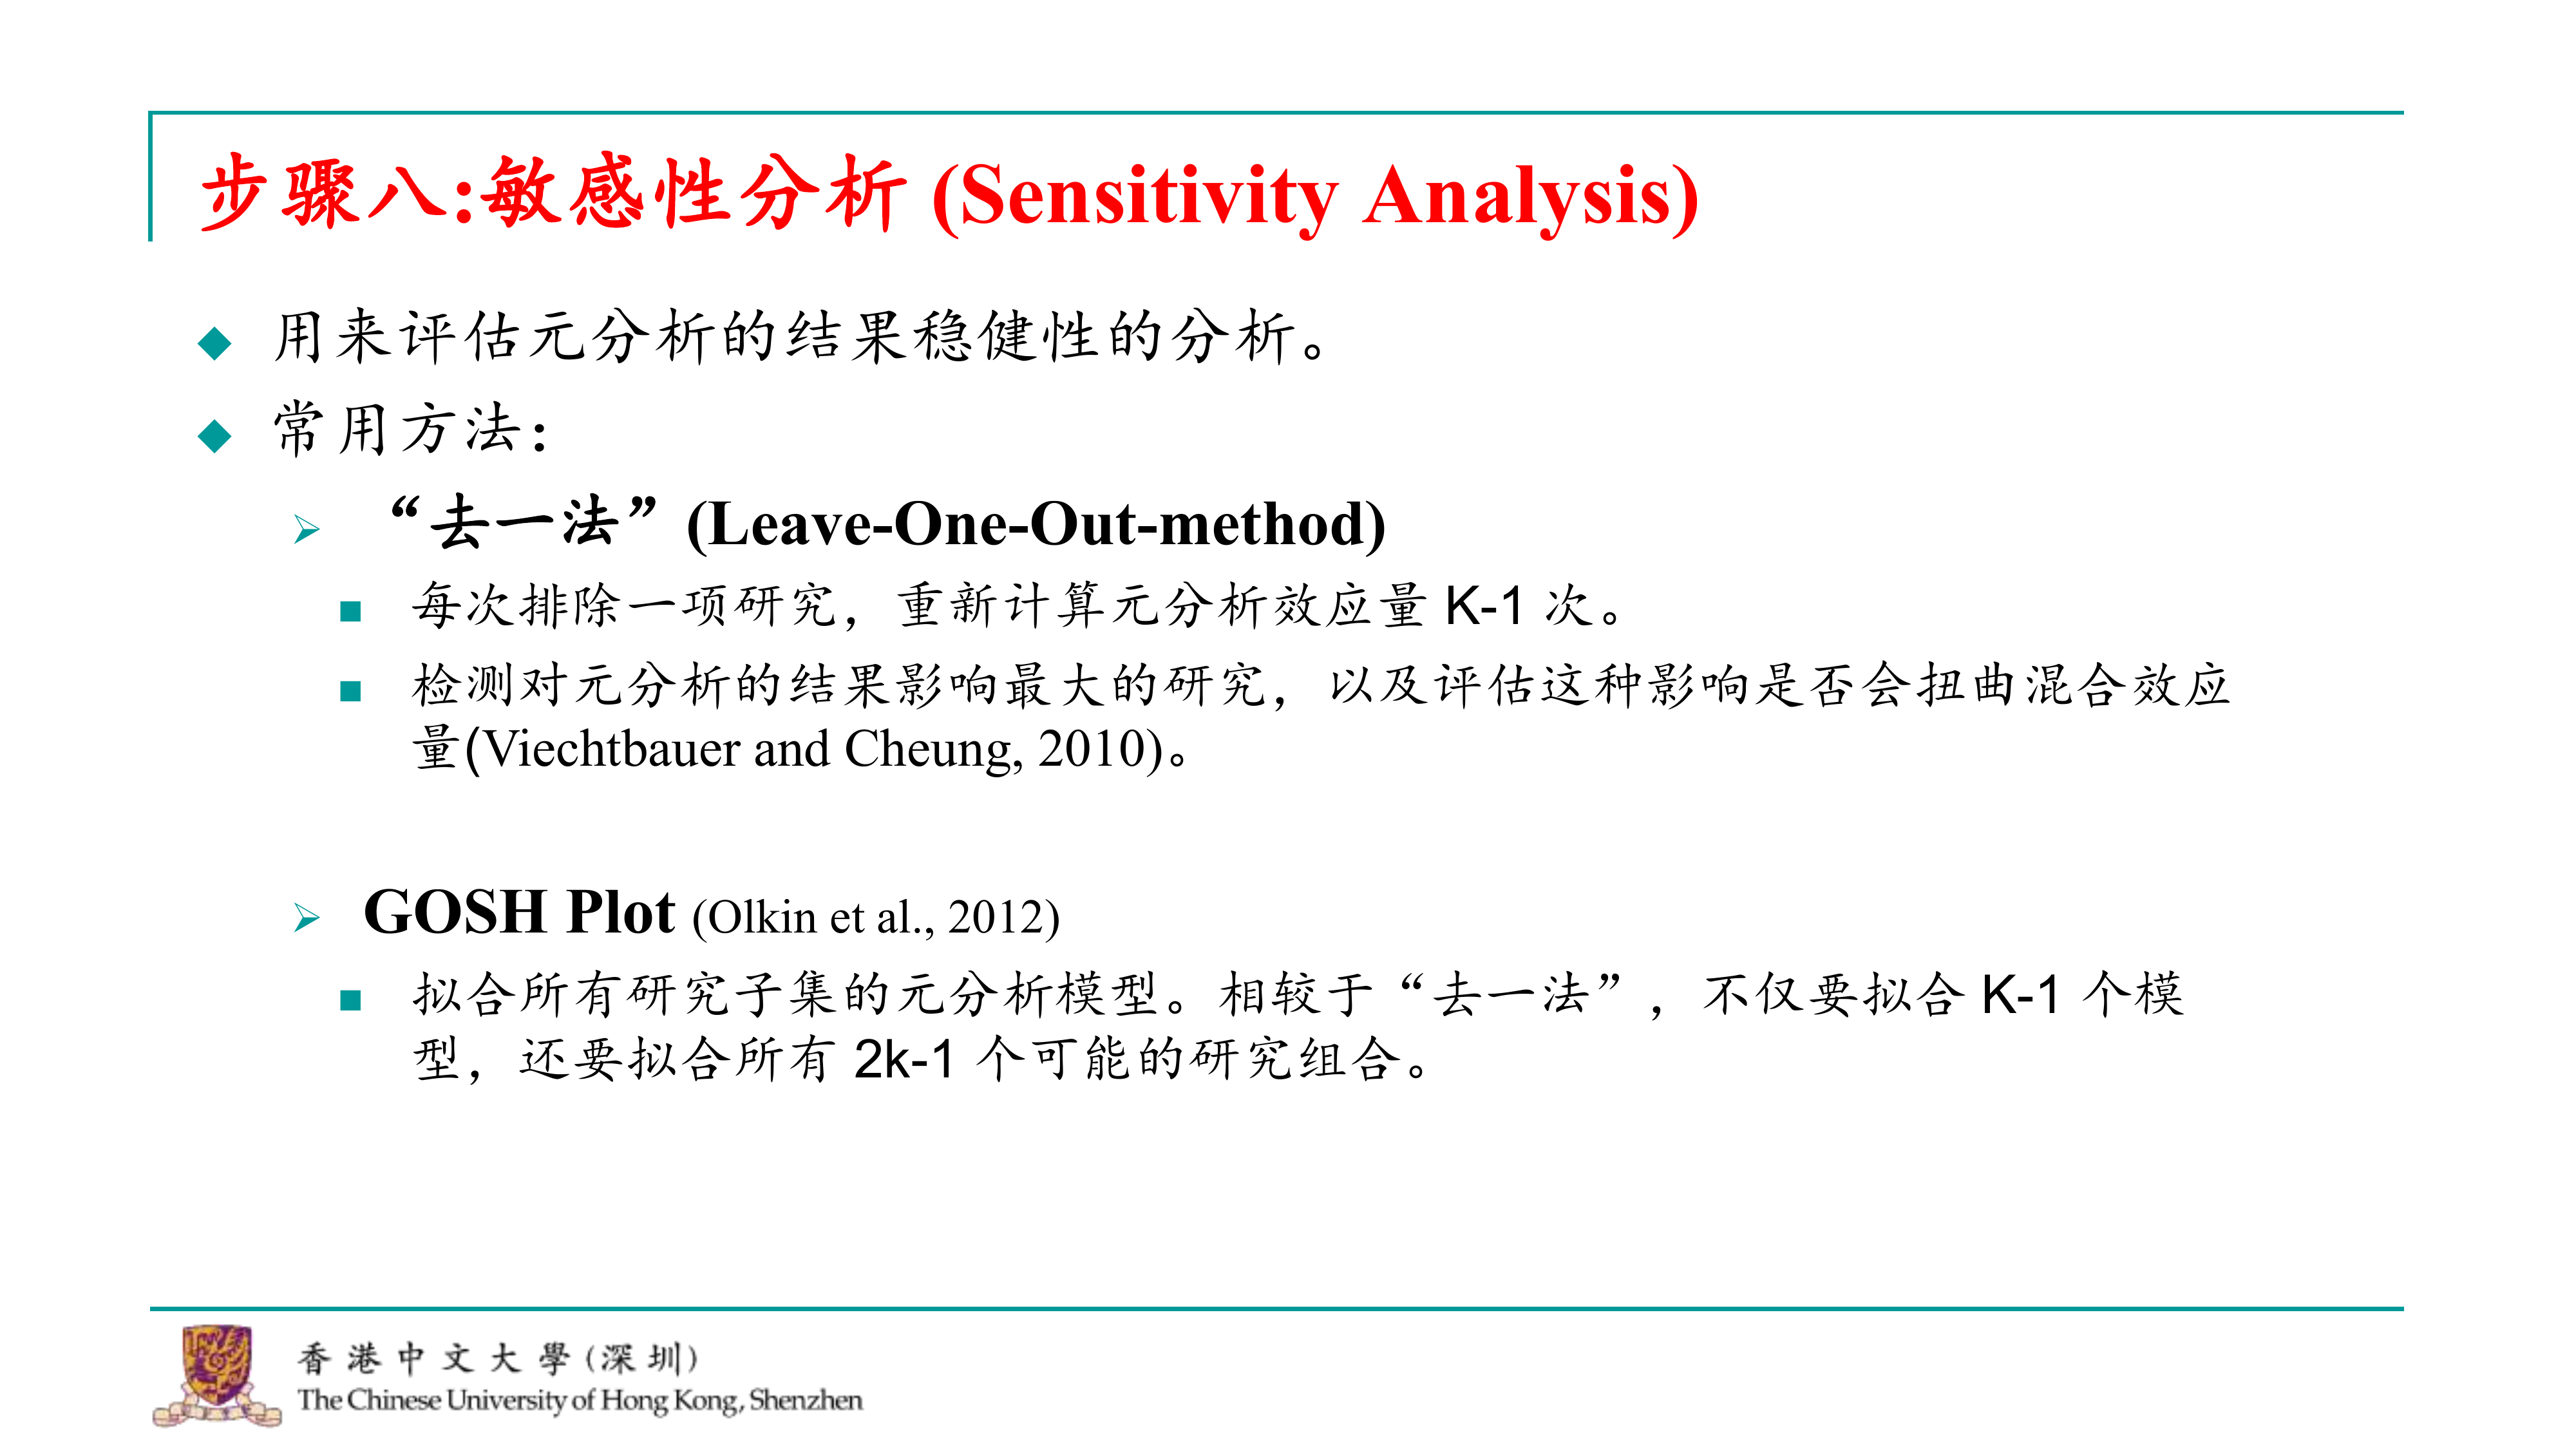 步骤八:敏感性分析 (Sensitivity Analysis)
用来评估元分析的结果稳健性的分析。
常用方法：
“去一法”(Leave-One-Out-method)
每次排除一项研究，重新计算元分析效应量 K-1 次。
检测对元分析的结果影响最大的研究，以及评估这种影响是否会扭曲混合效应
量(Viechtbauer and Cheung, 2010)。
GOSH Plot (Olkin et al., 2012)
拟合所有研究子集的元分析模型。相较于“去一法”，不仅要拟合 K-1 个模
型，还要拟合所有 2k-1 个可能的研究组合。
香港中文大學(深圳)
The Chinese University of Hong Kong, Shenzhen